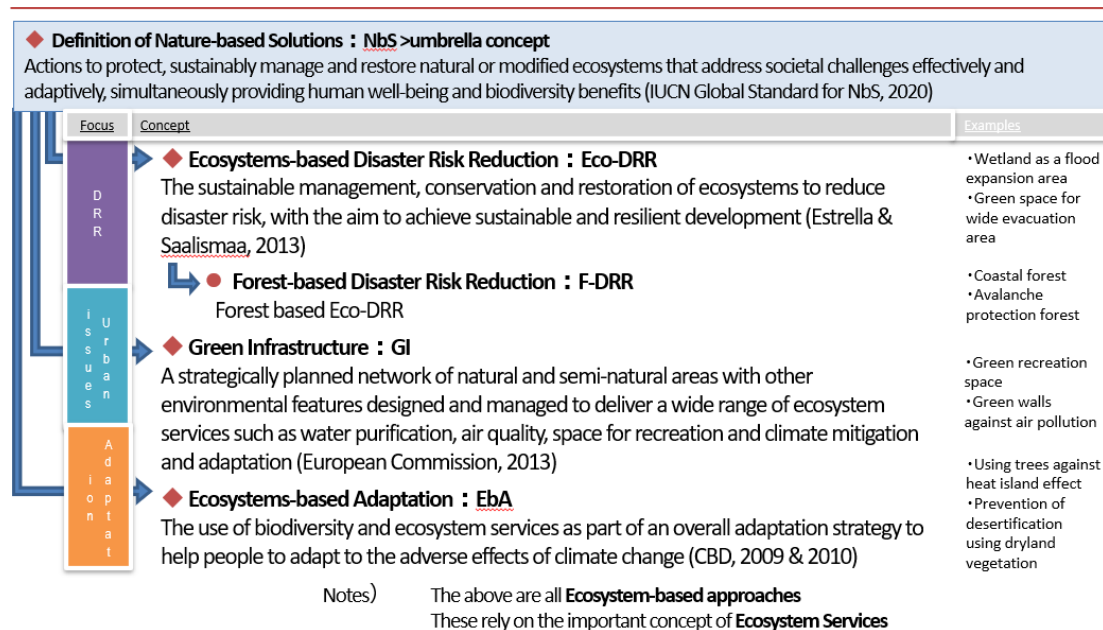 ◆ Definition of Nature-based Solutions：NbS >umbrella concept
Actions to protect, sustainably manage and restore natural or modified ecosystems that address societal challenges effectively and
adaptively, simultaneously providing human well-being and biodiversity benefits (IUCN Global Standard for NbS, 2020)
Focus Concept Examples
DRR
◆ Ecosystems-based Disaster Risk Reduction：Eco-DRR
The sustainable management, conservation and restoration of ecosystems to reduce
disaster risk, with the aim to achieve sustainable and resilient development (Estrella &
Saalismaa, 2013)
・Wetland as a flood
expansion area
・Green space for
wide evacuation
area
● Forest-based Disaster Risk Reduction：F-DRR
Forest based Eco-DRR
・Coastal forest
・Avalanche
protection forest
Urban
issues
◆ Green Infrastructure：GI
A strategically planned network of natural and semi-natural areas with other
environmental features designed and managed to deliver a wide range of ecosystem
services such as water purification, air quality, space for recreation and climate mitigation
and adaptation (European Commission, 2013)
・Green recreation
space
・Green walls
against air pollution
Adaptat
ion
◆ Ecosystems-based Adaptation：EbA
The use of biodiversity and ecosystem services as part of an overall adaptation strategy to
help people to adapt to the adverse effects of climate change (CBD, 2009 & 2010)
・Using trees against
heat island effect
・Prevention of
desertification
using dryland
vegetation
Notes） The above are all Ecosystem-based approaches
These rely on the important concept of Ecosystem Services